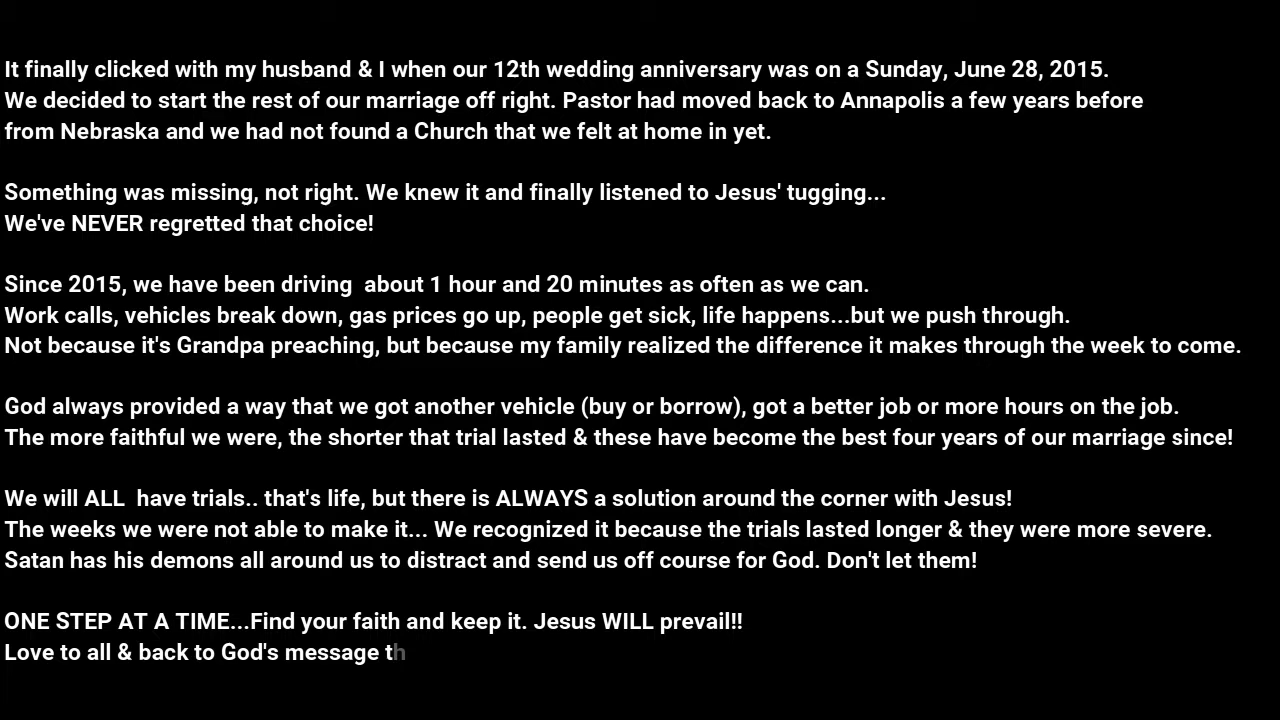 It finally clicked with my husband & I when our 12th wedding anniversary was on a Sunday, June 28, 2015.
We decided to start the rest of our marriage off right. Pastor had moved back to Annapolis a few years before
from Nebraska and we had not found a Church that we felt at home in yet.
Something was missing, not right. We knew it and finally listened to Jesus' tugging...
We've NEVER regretted that choice!
Since 2015, we have been driving  about 1 hour and 20 minutes as often as we can.
Work calls, vehicles break down, gas prices go up, people get sick, life happens...but we push through.
Not because it's Grandpa preaching, but because my family realized the difference it makes through the week to come.
God always provided a way that we got another vehicle (buy or borrow), got a better job or more hours on the job.
The more faithful we were, the shorter that trial lasted & these have become the best four years of our marriage since!
We will ALL  have trials.. that's life, but there is ALWAYS a solution around the corner with Jesus!
The weeks we were not able to make it... We recognized it because the trials lasted longer & they were more severe.
Satan has his demons all around us to distract and send us off course for God. Don't let them!
ONE STEP AT A TIME...Find your faith and keep it. Jesus WILL prevail!!
Love to all & back to God's message th